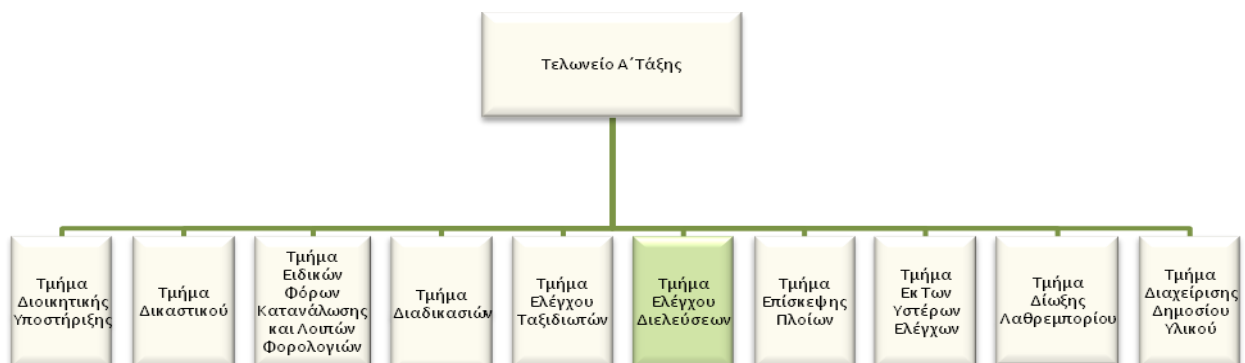 Τελωνείο Α΄Τάξης
Τμήμα
Διοικητικής
Υποστήριξης
Τμήμα
Δικαστικού
Τμήμα
Ειδικών
Φόρων
Κατανάλωσης
και Λοιπών
Φορολογιών
Τμήμα
Διαδικασιών
Τμήμα
Ελέγχου
Ταξιδιωτών
Τμήμα
Ελέγχου
Διελεύσεων
Τμήμα
Επίσκεψης
Πλοίων
Τμήμα
Εκ Των
Υστέρων
Ελέγχων
Τμήμα
Δίωξης
Λαθρεμπορίου
Τμήμα
Διαχείρισης
Δημοσίου
Υλικού